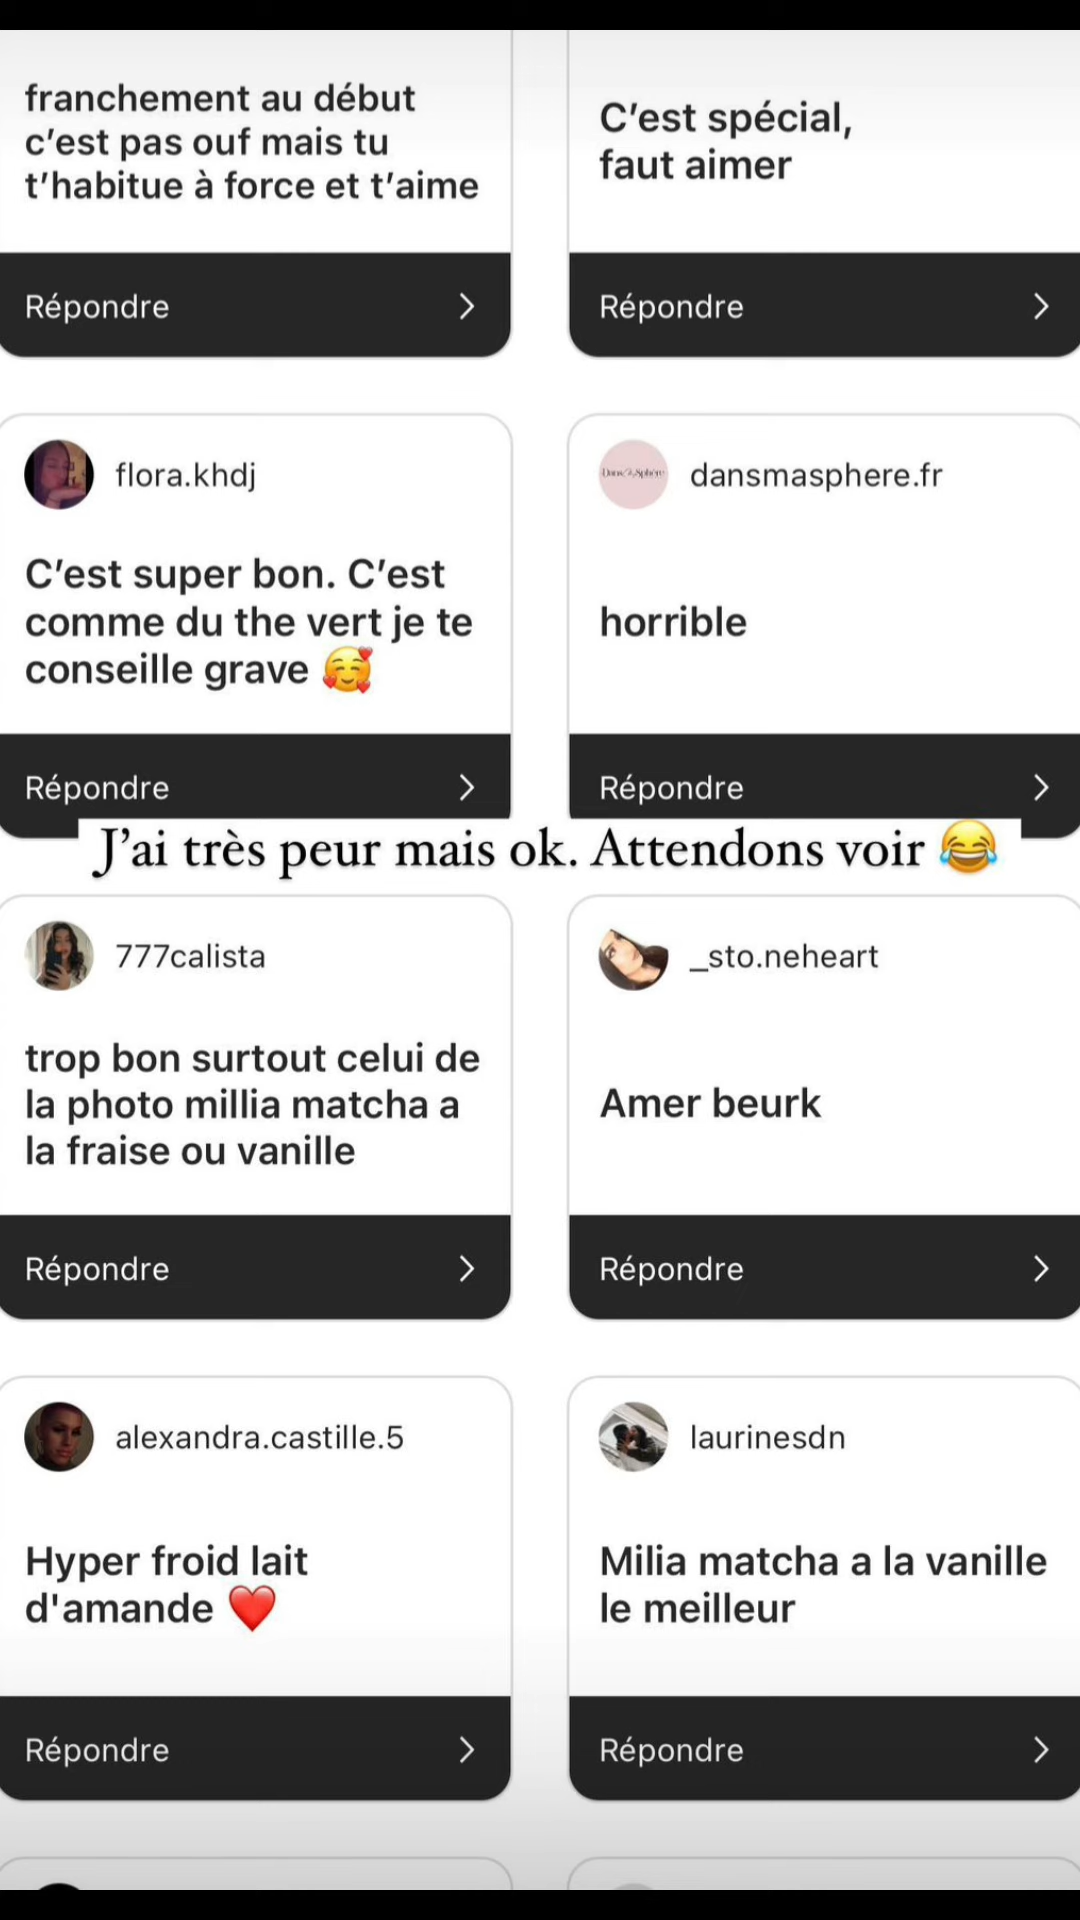 franchement au début
c'est pas ouf mais tu
t'habitue à force et t'aime
Répondre
C'est spécial,
faut aimer
Répondre
flora.khdj
C'est super bon. C'est
comme du the vert je te
conseille grave 🥰
Répondre
dansmasphere.fr
horrible
Répondre
J'ai très peur mais ok. Attendons voir 😂
777calista
trop bon surtout celui de
la photo millia matcha a
la fraise ou vanille
Répondre
_sto.neheart
Amer beurk
Répondre
alexandra.castille.5
Hyper froid lait
d'amande ❤️
Répondre
laurinesdn
Milia matcha a la vanille
le meilleur
Répondre